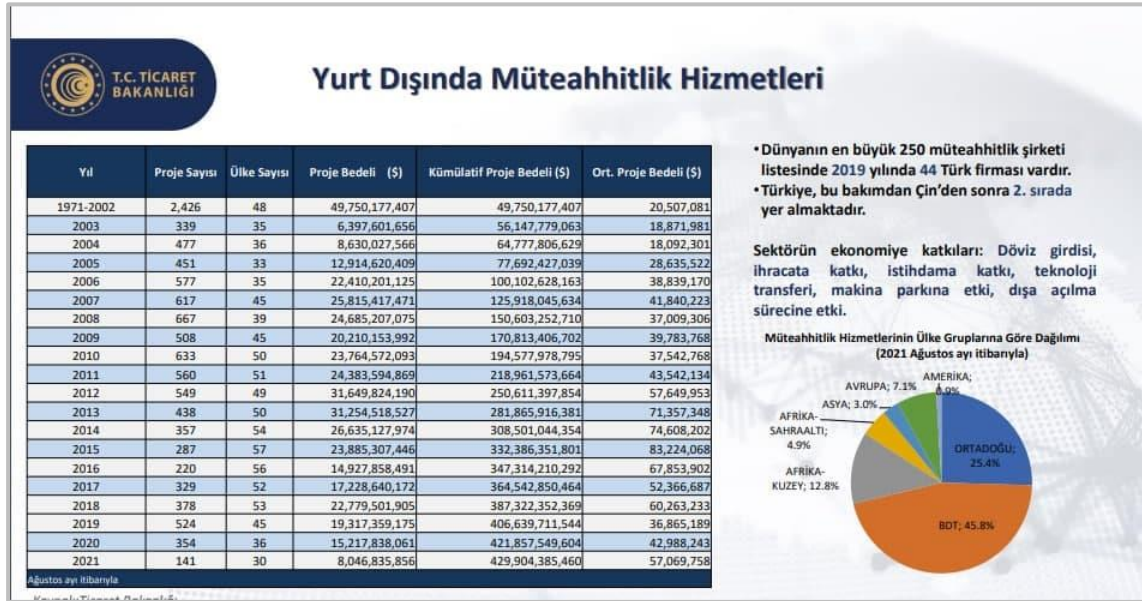 T.C. TİCARET
BAKANLIĞI
Yurt Dışında Müteahhitlik Hizmetleri
Yıl Proje Sayısı Ülke Sayısı Proje Bedeli ($) Kümülatif Proje Bedeli ($) Ort. Proje Bedeli ($)
1971-2002 2,426 48 49,750,177,407 49,750,177,407 20,507,081
2003 339 35 6,397,601,656 56,147,779,063 18,871,981
2004 477 36 8,630,027,566 64,777,806,629 18,092,301
2005 451 33 12,914,620,409 77,692,427,039 28,635,522
2006 577 35 22,410,201,125 100,102,628,163 38,839,170
2007 617 45 25,815,417,471 125,918,045,634 41,840,223
2008 667 39 24,685,207,075 150,603,252,710 37,009,306
2009 508 45 20,210,153,992 170,813,406,702 39,783,768
2010 633 50 23,764,572,093 194,577,978,795 37,542,768
2011 560 51 24,383,594,869 218,961,573,664 43,542,134
2012 549 49 31,649,824,190 250,611,397,854 57,649,953
2013 438 50 31,254,518,527 281,865,916,381 71,357,348
2014 357 54 26,635,127,974 308,501,044,354 74,608,202
2015 287 57 23,885,307,446 332,386,351,801 83,224,068
2016 220 56 14,927,858,491 347,314,210,292 67,853,902
2017 329 52 17,228,640,172 364,542,850,464 52,366,687
2018 378 53 22,779,501,905 387,322,352,369 60,263,233
2019 524 45 19,317,359,175 406,639,711,544 36,865,189
2020 354 36 15,217,838,061 421,857,549,604 42,988,243
2021 141 30 8,046,835,856 429,904,385,460 57,069,758
Ağustos ayı itibarıyla
• Dünyanın en büyük 250 müteahhitlik şirketi
listesinde 2019 yılında 44 Türk firması vardır.
• Türkiye, bu bakımdan Çin'den sonra 2. sırada
yer almaktadır.
Sektörün ekonomiye katkıları: Döviz girdisi,
ihracata katkı, istihdama katkı, teknoloji
transferi, makina parkına etki, dışa açılma
sürecine etki.
Müteahhitlik Hizmetlerinin Ülke Gruplarına Göre Dağılımı
(2021 Ağustos ayı itibarıyla)
AMERİKA;
0.9%
AVRUPA; 7.1%
ASYA; 3.0%
AFRİKA-
SAHRAALTI;
4.9%
AFRİKA-
KUZEY; 12.8%
ORTADOĞU;
25.4%
BDT; 45.8%